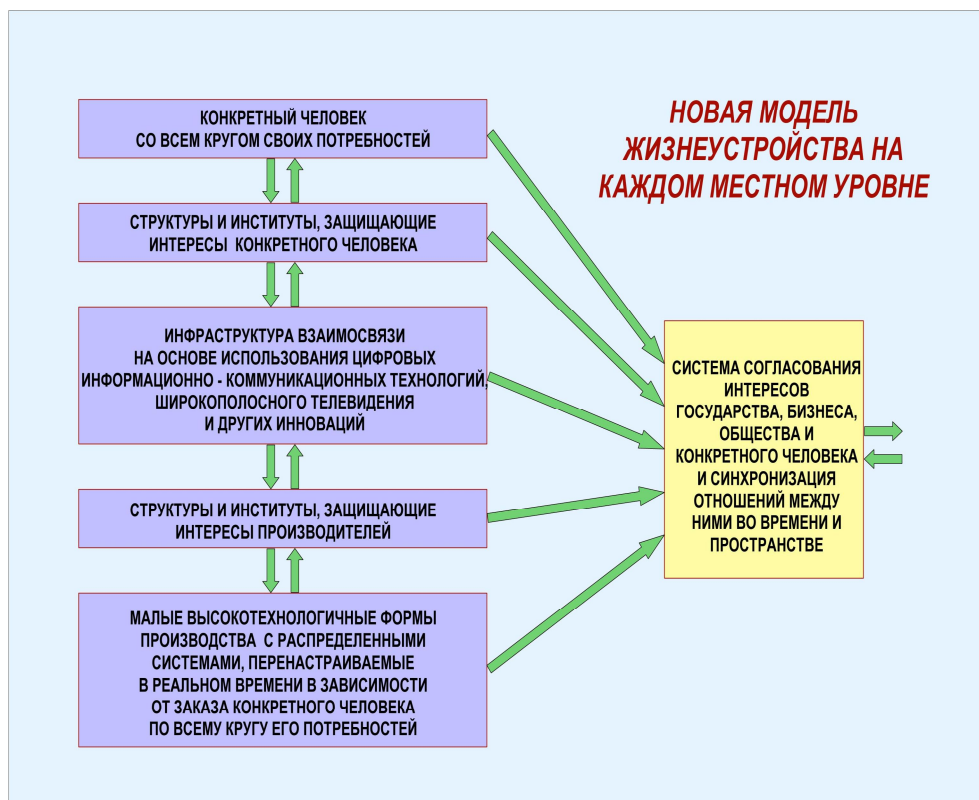 НОВАЯ МОДЕЛЬ
ЖИЗНЕУСТРОЙСТВА НА
КАЖДОМ МЕСТНОМ УРОВНЕ
КОНКРЕТНЫЙ ЧЕЛОВЕК
СО ВСЕМ КРУГОМ СВОИХ ПОТРЕБНОСТЕЙ
СТРУКТУРЫ И ИНСТИТУТЫ, ЗАЩИЩАЮЩИЕ
ИНТЕРЕСЫ КОНКРЕТНОГО ЧЕЛОВЕКА
ИНФРАСТРУКТУРА ВЗАИМОСВЯЗИ
НА ОСНОВЕ ИСПОЛЬЗОВАНИЯ ЦИФРОВЫХ
ИНФОРМАЦИОННО - КОММУНИКАЦИОННЫХ ТЕХНОЛОГИЙ,
ШИРОКОПОЛОСНОГО ТЕЛЕВИДЕНИЯ
И ДРУГИХ ИННОВАЦИЙ
СТРУКТУРЫ И ИНСТИТУТЫ, ЗАЩИЩАЮЩИЕ
ИНТЕРЕСЫ ПРОИЗВОДИТЕЛЕЙ
МАЛЫЕ ВЫСОКОТЕХНОЛОГИЧНЫЕ ФОРМЫ
ПРОИЗВОДСТВА С РАСПРЕДЕЛЕННЫМИ
СИСТЕМАМИ, ПЕРЕНАСТРАИВАЕМЫЕ
В РЕАЛЬНОМ ВРЕМЕНИ В ЗАВИСИМОСТИ
ОТ ЗАКАЗА КОНКРЕТНОГО ЧЕЛОВЕКА
ПО ВСЕМУ КРУГУ ЕГО ПОТРЕБНОСТЕЙ
СИСТЕМА СОГЛАСОВАНИЯ
ИНТЕРЕСОВ
ГОСУДАРСТВА, БИЗНЕСА,
ОБЩЕСТВА И
КОНКРЕТНОГО ЧЕЛОВЕКА
И СИНХРОНИЗАЦИЯ
ОТНОШЕНИЙ МЕЖДУ
НИМИ ВО ВРЕМЕНИ И
ПРОСТРАНСТВЕ